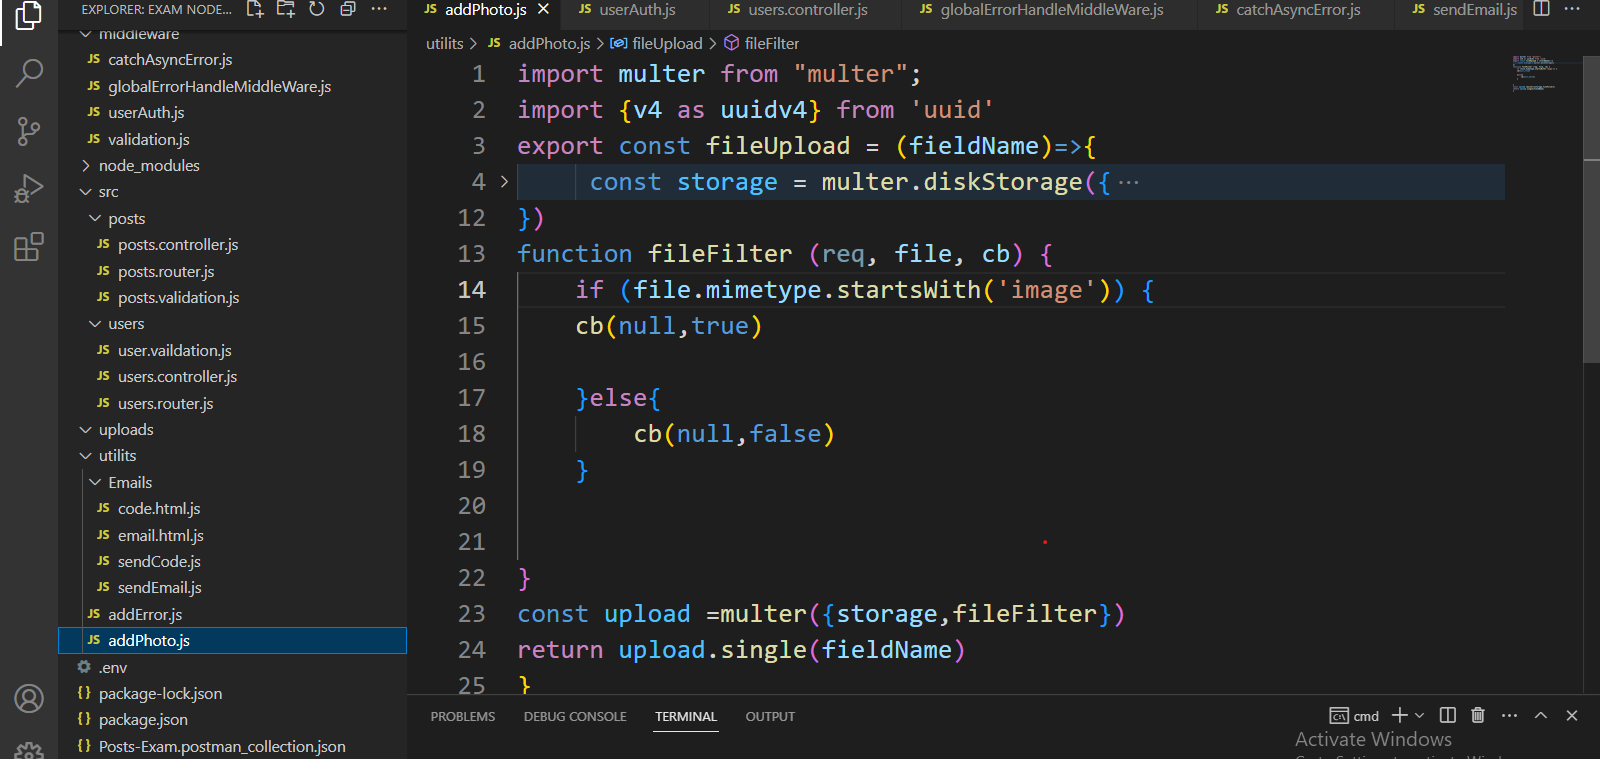 EXPLORER: EXAM NODE...
middleware
JS catchAsyncError.js
JS globalErrorHandleMiddleWare.js
JS userAuth.js
JS validation.js
node_modules
src
posts
JS posts.controller.js
JS posts.router.js
JS posts.validation.js
users
JS user.vaildation.js
JS users.controller.js
JS users.router.js
uploads
utilits
Emails
JS code.html.js
JS email.html.js
JS sendCode.js
JS sendEmail.js
JS addError.js
JS addPhoto.js
.env
{} package-lock.json
{} package.json
{} Posts-Exam.postman_collection.json
JS addPhoto.js JS userAuth.js JS users.controller.js JS globalErrorHandleMiddleWare.js JS catchAsyncError.js JS sendEmail.js
utilits > JS addPhoto.js > fileUpload > fileFilter
1 import multer from "multer";
2 import {v4 as uuidv4} from 'uuid'
3 export const fileUpload = (fieldName)=>{
4 const storage = multer.diskStorage({ ...
12 })
13 function fileFilter (req, file, cb) {
14 if (file.mimetype.startsWith('image')) {
15 cb(null,true)
16
17 }else{
18 cb(null,false)
19 }
20
21
22 }
23 const upload =multer({storage,fileFilter})
24 return upload.single(fieldName)
25 }
PROBLEMS DEBUG CONSOLE TERMINAL OUTPUT
cmd
Activate Windows